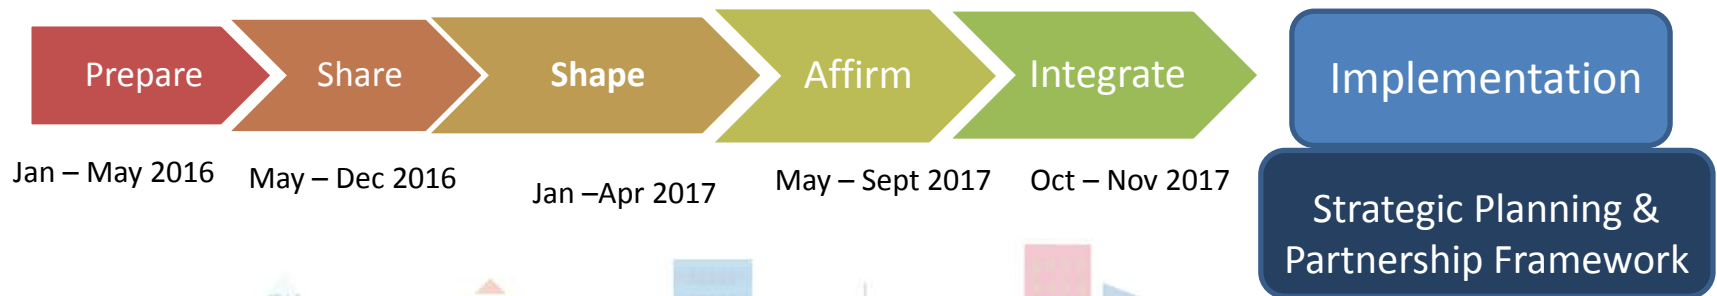 Prepare
Share
Shape
Affirm
Integrate
Implementation
Jan – May 2016
May – Dec 2016
Jan –Apr 2017
May – Sept 2017
Oct – Nov 2017
Strategic Planning &
Partnership Framework